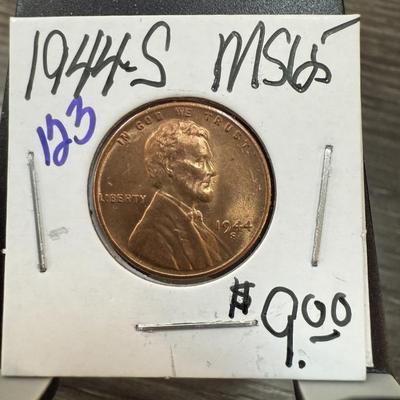 1944-S MS65
123
IN GOD WE TRUST
LIBERTY
1944
S
$9.00